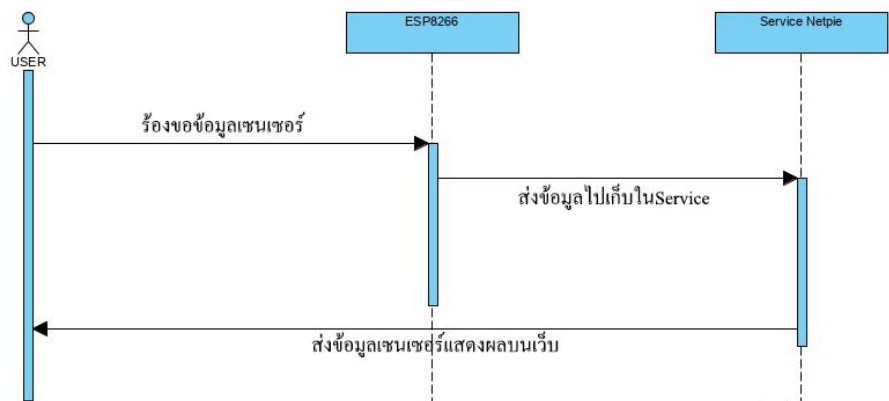 ESP8266
Service Netpie
USER
ร้องขอข้อมูลเซนเซอร์
ส่งข้อมูลไปเก็บในService
ส่งข้อมูลเซนเซอร์แสดงผลบนเว็บ